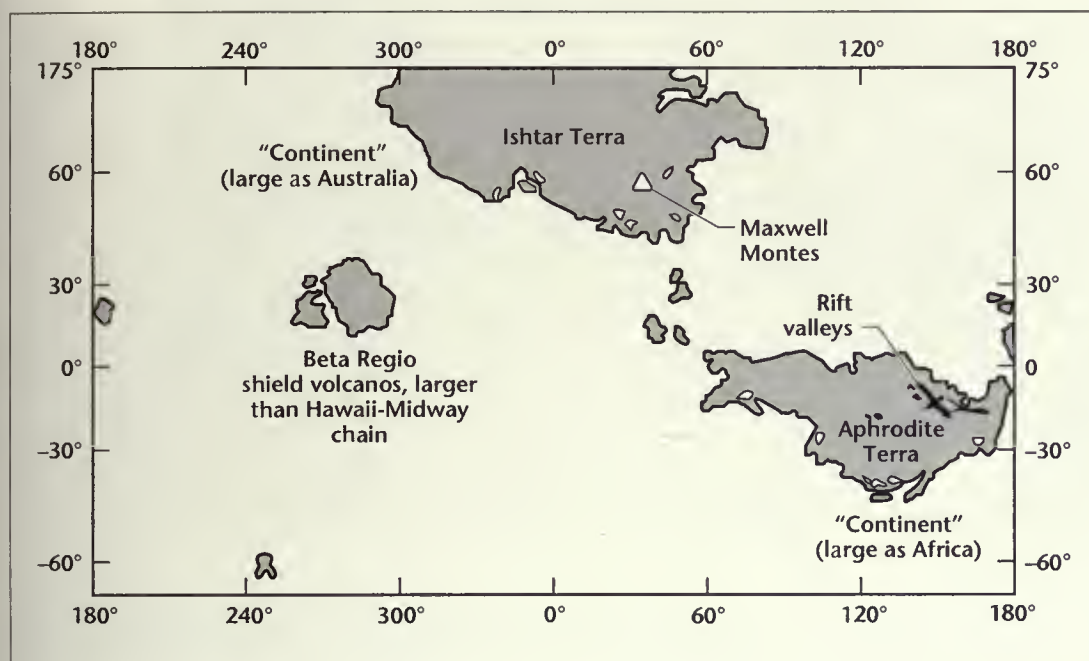 180° 240° 300° 0° 60° 120° 180°
175° 75°
Ishtar Terra
"Continent"
(large as Australia)
60° 60°
Maxwell
Montes
30° 30°
Rift
valleys
0° 0
Beta Regio
shield volcanos, larger
than Hawaii-Midway
chain
Aphrodite
Terra
−30° −30°
"Continent"
(large as Africa)
−60° −60°
180° 240° 300° 0° 60° 120° 180°